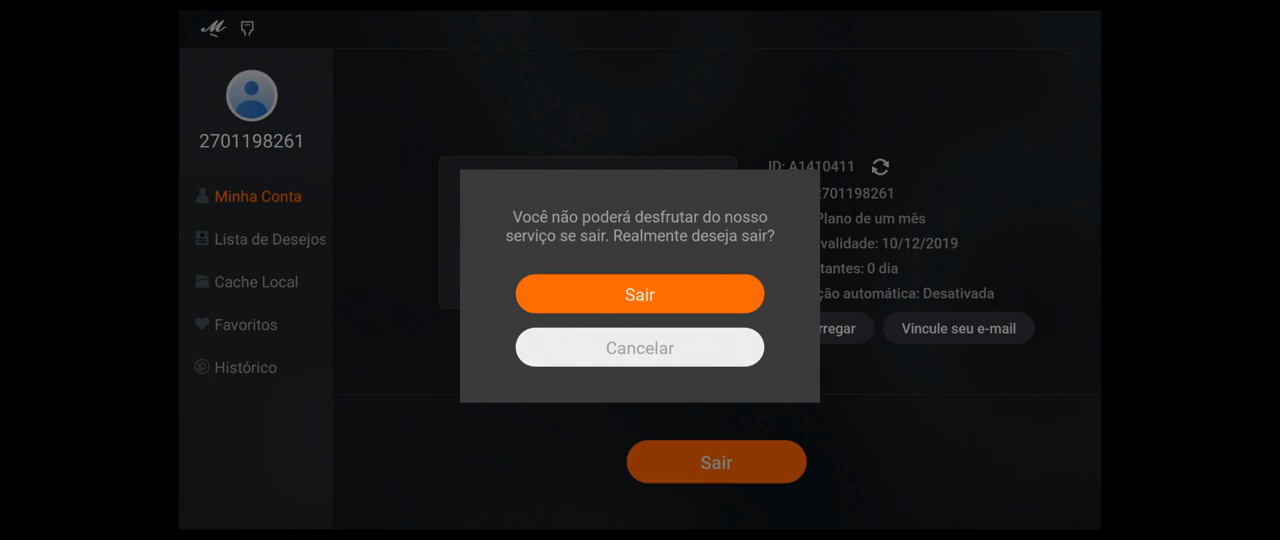 2701198261
Minha Conta
Lista de Desejos
Cache Local
Favoritos
Histórico
ID: A1410411
2701198261
Plano de um mês
validade: 10/12/2019
tantes: 0 dia
ção automática: Desativada
rregar
Vincule seu e-mail
Você não poderá desfrutar do nosso
serviço se sair. Realmente deseja sair?
Sair
Cancelar
Sair